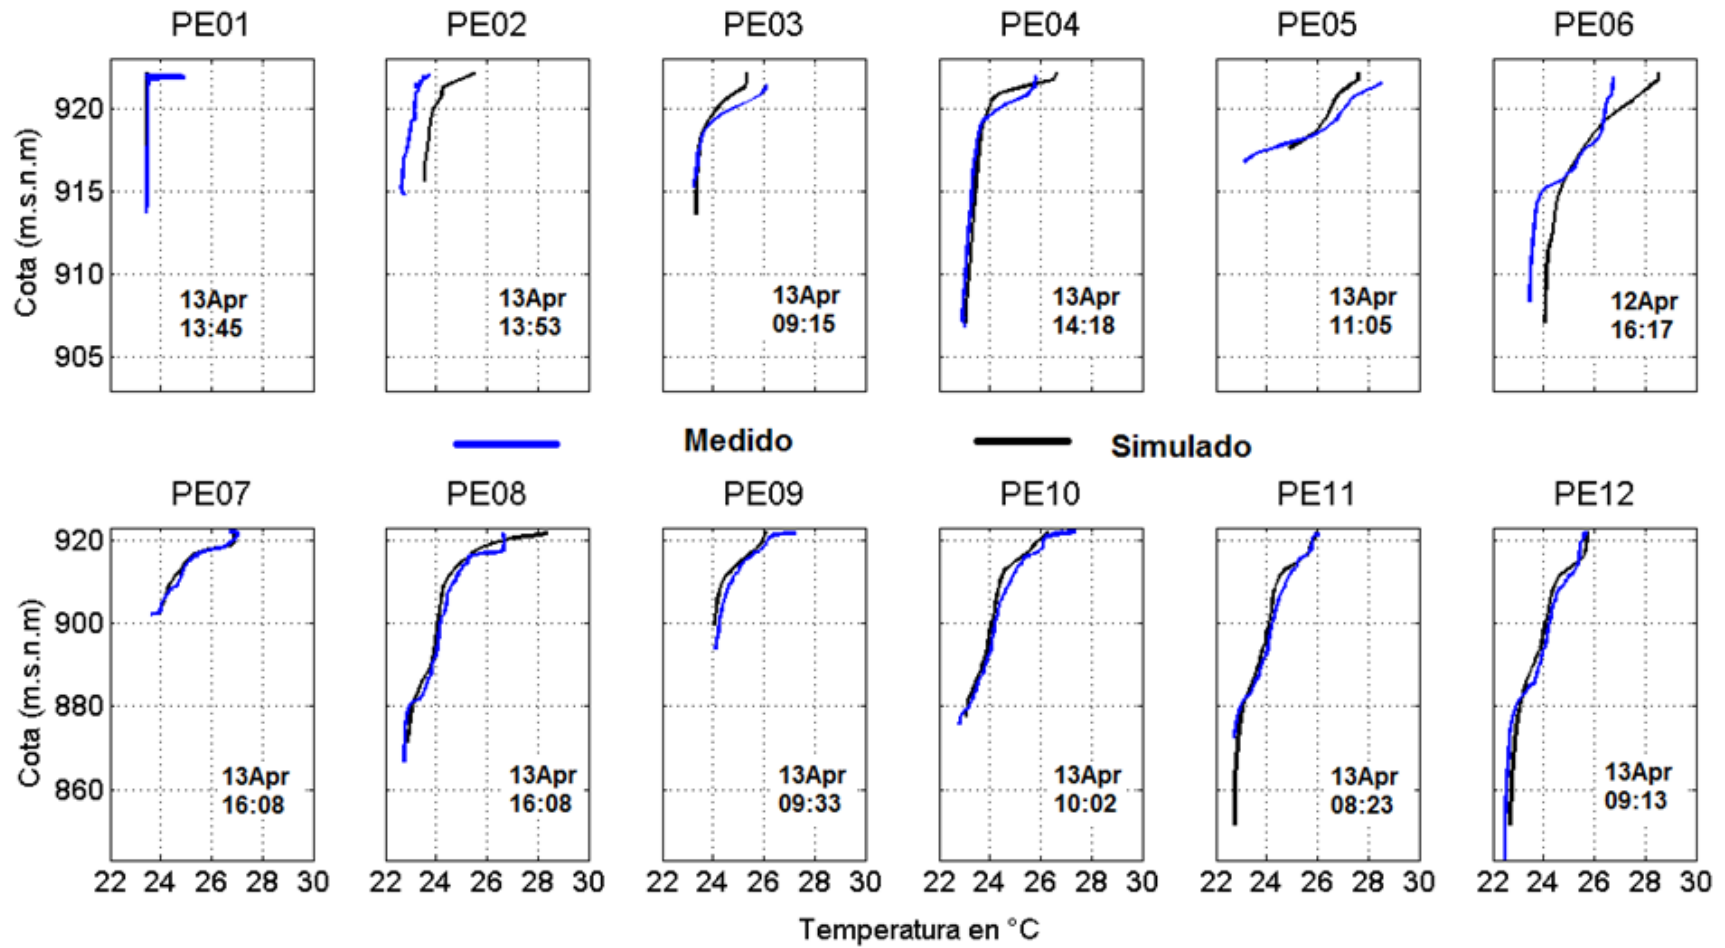 PE01 PE02 PE03 PE04 PE05 PE06
Cota (m.s.n.m)
920
915
910
905
13Apr 13Apr 13Apr 13Apr 13Apr 12Apr
13:45 13:53 09:15 14:18 11:05 16:17
Medido Simulado
PE07 PE08 PE09 PE10 PE11 PE12
Cota (m.s.n.m)
920
900
880
860
13Apr 13Apr 13Apr 13Apr 13Apr 13Apr
16:08 16:08 09:33 10:02 08:23 09:13
22 24 26 28 30 22 24 26 28 30 22 24 26 28 30 22 24 26 28 30 22 24 26 28 30 22 24 26 28 30
Temperatura en °C